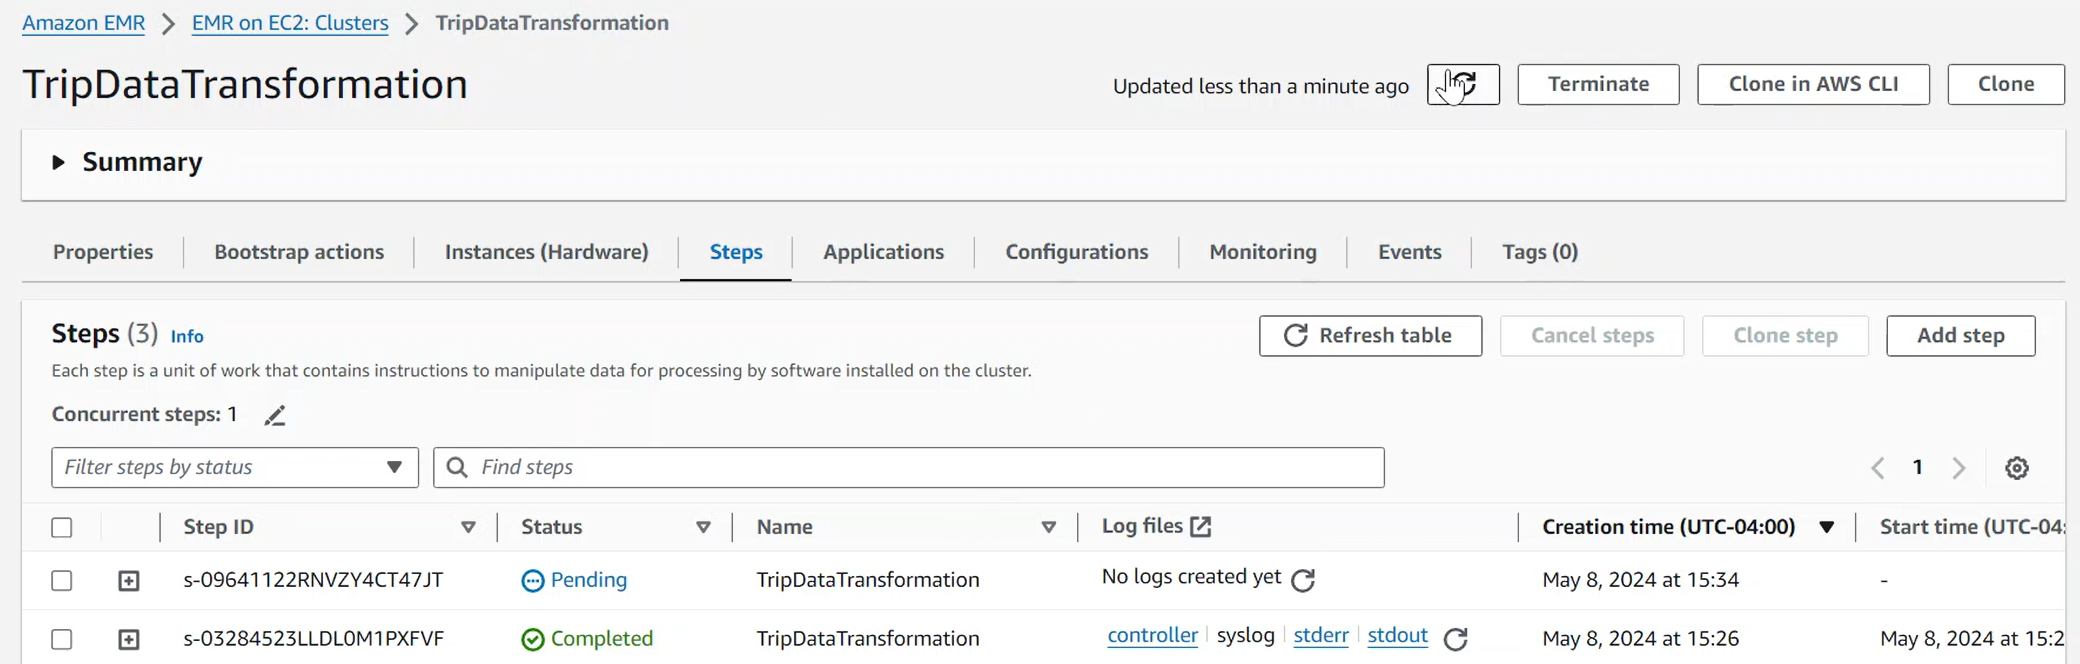 Amazon EMR > EMR on EC2: Clusters > TripDataTransformation
TripDataTransformation
Updated less than a minute ago
Terminate
Clone in AWS CLI
Clone
Summary
Properties
Bootstrap actions
Instances (Hardware)
Steps
Applications
Configurations
Monitoring
Events
Tags (0)
Steps (3) Info
Refresh table
Cancel steps
Clone step
Add step
Each step is a unit of work that contains instructions to manipulate data for processing by software installed on the cluster.
Concurrent steps: 1
Filter steps by status
Find steps
1
Step ID Status Name Log files Creation time (UTC-04:00) Start time (UTC-04:
s-09641122RNVZY4CT47JT Pending TripDataTransformation No logs created yet May 8, 2024 at 15:34 -
s-03284523LLDL0M1PXFVF Completed TripDataTransformation controller syslog stderr stdout May 8, 2024 at 15:26 May 8, 2024 at 15:2